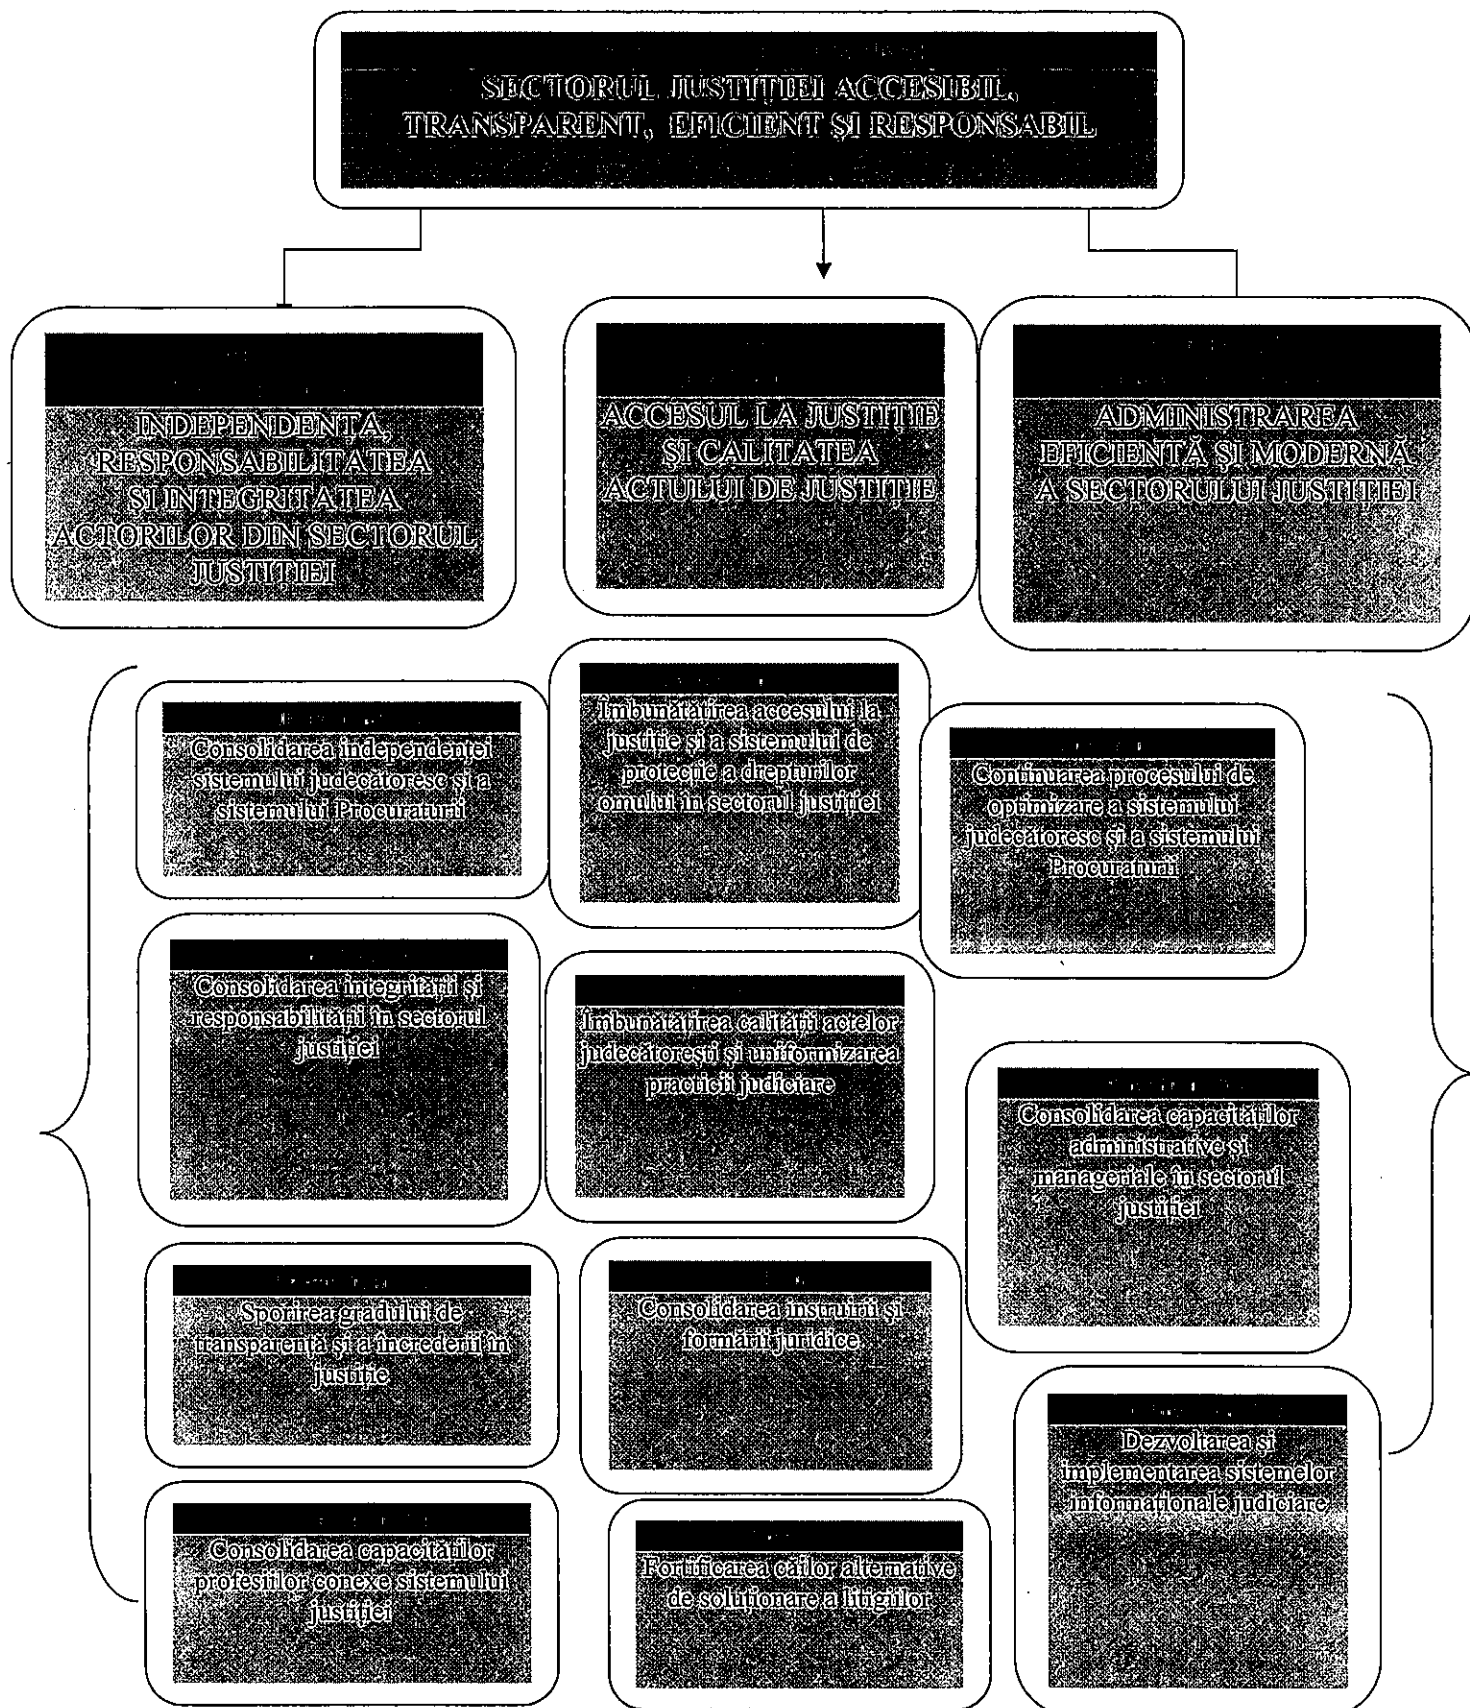 SECTORUL JUSTIȚIEI ACCESIBIL,
TRANSPARENT, EFICIENT ȘI RESPONSABIL
INDEPENDENȚA,
RESPONSABILITATEA
ȘI INTEGRITATEA
ACTORILOR DIN SECTORUL
JUSTIȚIEI
ACCESUL LA JUSTIȚIE
ȘI CALITATEA
ACTULUI DE JUSTIȚIE
ADMINISTRAREA
EFICIENTĂ ȘI MODERNĂ
A SECTORULUI JUSTIȚIEI
Consolidarea independenței
sistemului judecătoresc și a
sistemului Procuraturii
Îmbunătățirea accesului la
justiție și a sistemului de
protecție a drepturilor
omului în sectorul justiției
Continuarea procesului de
optimizare a sistemului
judecătoresc și a sistemului
Procuraturii
Consolidarea integrității și
responsabilității în sectorul
justiției
Îmbunătățirea calității actelor
judecătorești și uniformizarea
practicii judiciare
Consolidarea capacităților
administrative și
manageriale în sectorul
justiției
Sporirea gradului de
transparență și a încrederii în
justiție
Consolidarea instruirii și
formării juridice
Dezvoltarea și
implementarea sistemelor
informaționale judiciare
Consolidarea capacităților
profesiilor conexe sistemului
justiției
Fortificarea căilor alternative
de soluționare a litigiilor